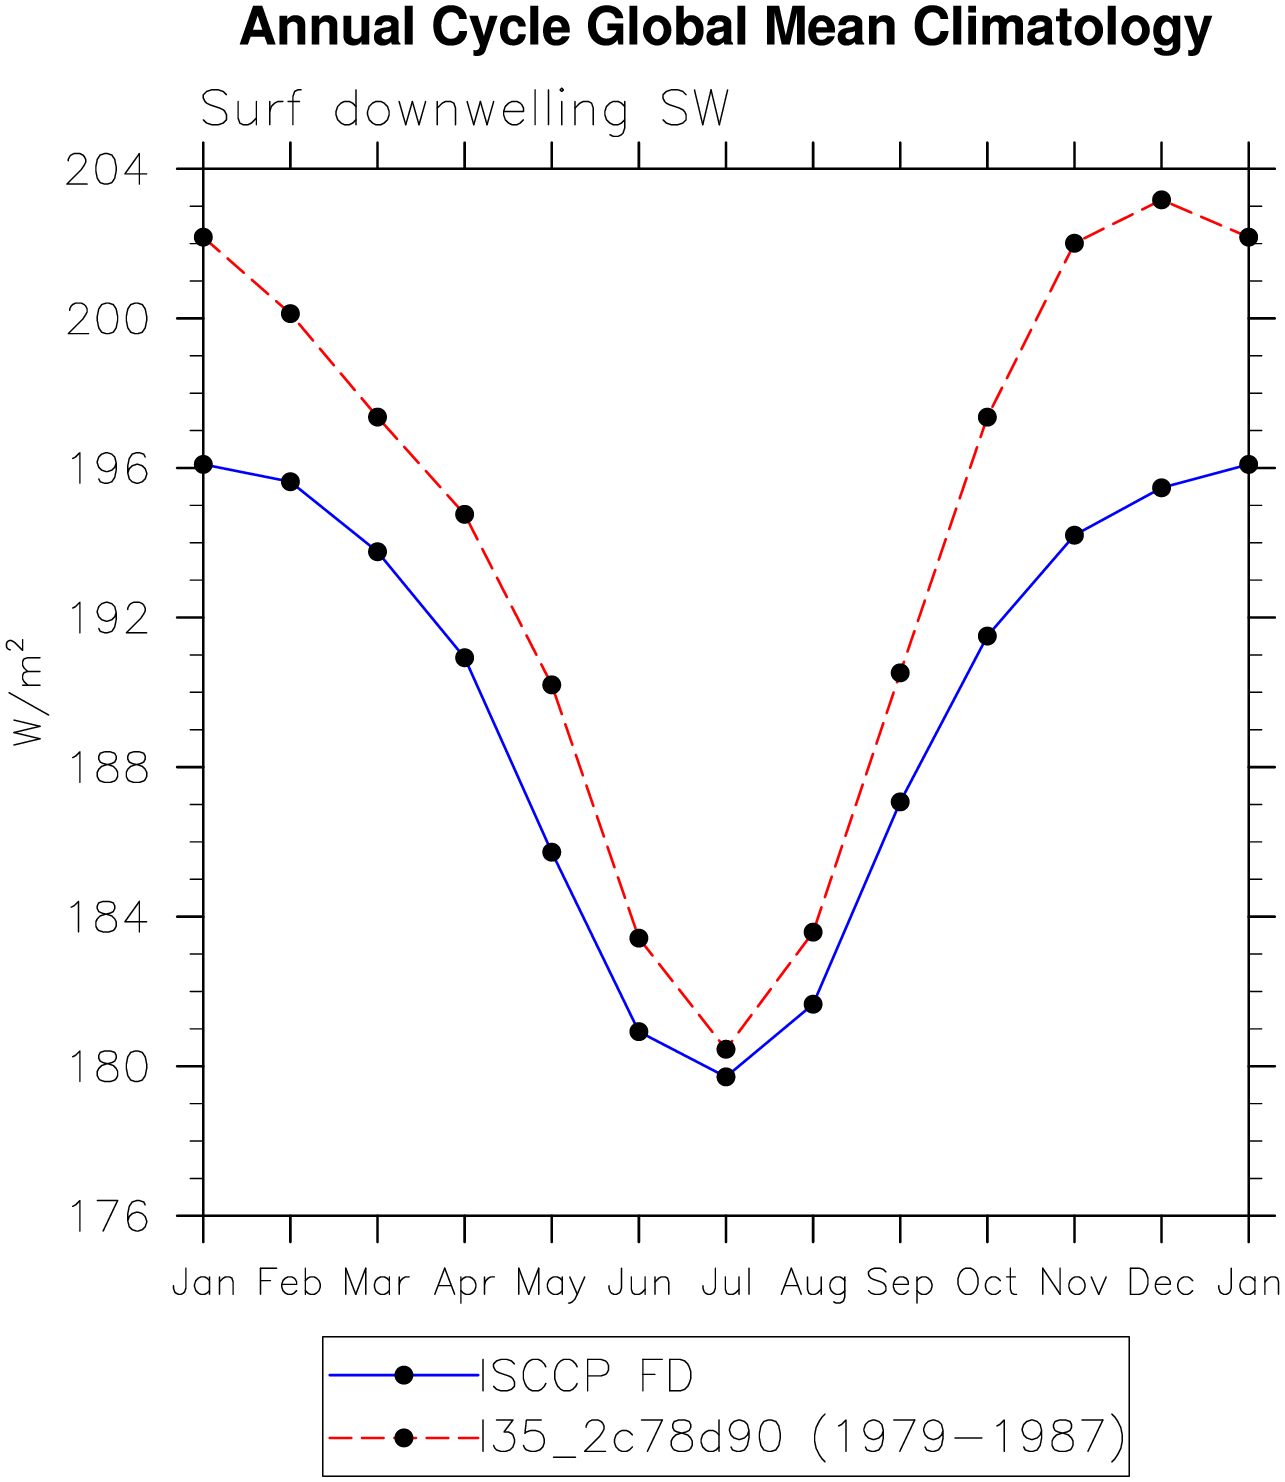 Annual Cycle Global Mean Climatology
Surf downwelling SW
204
200
196
192
188
184
180
176
W/m²
Jan Feb Mar Apr May Jun Jul Aug Sep Oct Nov Dec Jan
ISCCP FD
I35_2c78d90 (1979-1987)